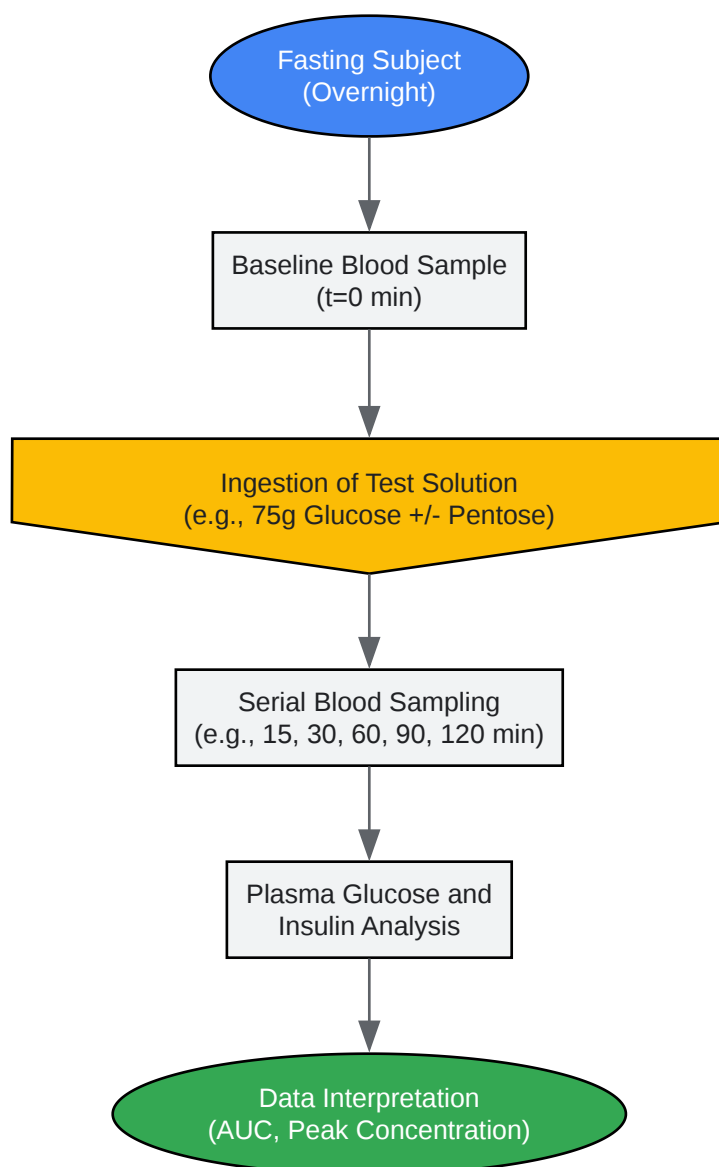 Fasting Subject
(Overnight)
Baseline Blood Sample
(t=0 min)
Ingestion of Test Solution
(e.g., 75g Glucose +/- Pentose)
Serial Blood Sampling
(e.g., 15, 30, 60, 90, 120 min)
Plasma Glucose and
Insulin Analysis
Data Interpretation
(AUC, Peak Concentration)